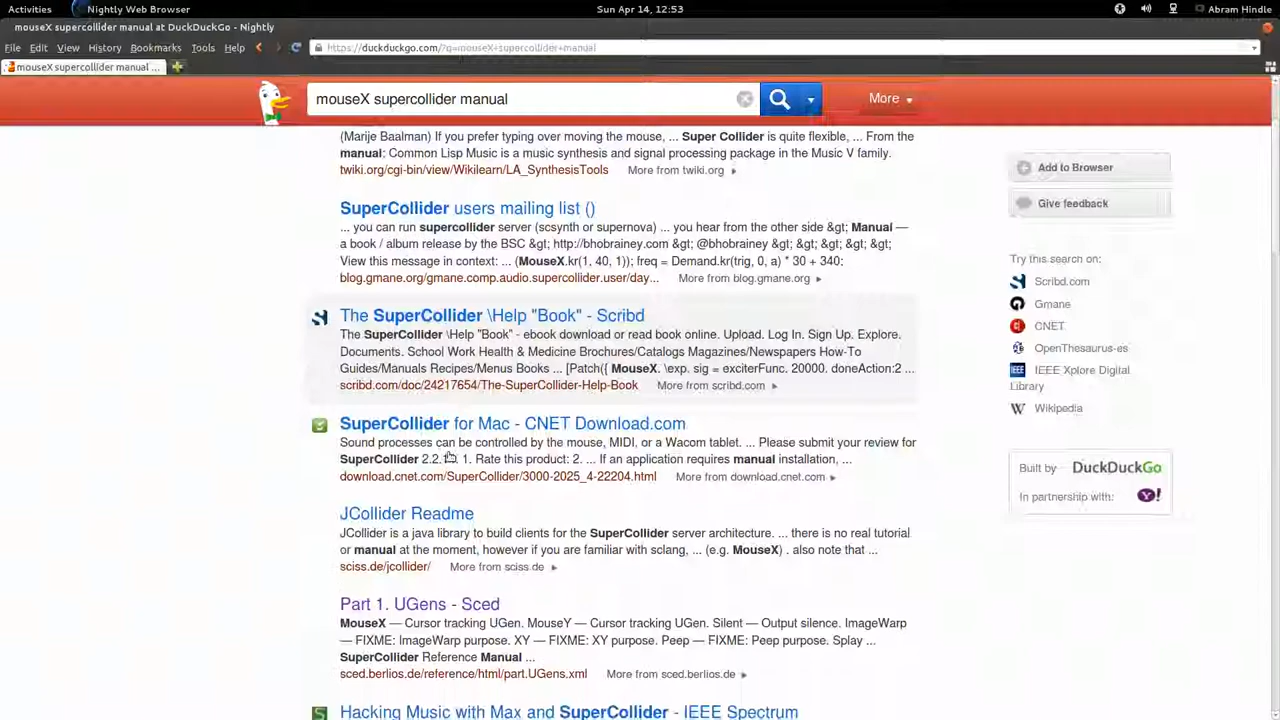 Activities Nightly Web Browser Sun Apr 14, 12:53 Abram Hindle
mouseX supercollider manual at DuckDuckGo - Nightly
File Edit View History Bookmarks Tools Help https://duckduckgo.com/?q=mouseX+supercollider+manual
mouseX supercollider manual ...
mouseX supercollider manual More
(Marije Baalman) If you prefer typing over moving the mouse, ... Super Collider is quite flexible, ... From the
manual: Common Lisp Music is a music synthesis and signal processing package in the Music V family.
twiki.org/cgi-bin/view/Wikilearn/LA_SynthesisTools More from twiki.org
SuperCollider users mailing list ()
... you can run supercollider server (scsynth or supernova) ... you hear from the other side &gt; Manual —
a book / album release by the BSC &gt; http://bhobrainey.com &gt; @bhobrainey &gt; &gt; &gt; &gt; &gt;
View this message in context: ... (MouseX.kr(1, 40, 1)); freq = Demand.kr(trig, 0, a) * 30 + 340;
blog.gmane.org/gmane.comp.audio.supercollider.user/day... More from blog.gmane.org
The SuperCollider \Help "Book" - Scribd
The SuperCollider \Help "Book" - ebook download or read book online. Upload. Log In. Sign Up. Explore.
Documents. School Work Health & Medicine Brochures/Catalogs Magazines/Newspapers How-To
Guides/Manuals Recipes/Menus Books ... [Patch({ MouseX. \exp. sig = exciterFunc. 20000. doneAction:2 ...
scribd.com/doc/24217654/The-SuperCollider-Help-Book More from scribd.com
SuperCollider for Mac - CNET Download.com
Sound processes can be controlled by the mouse, MIDI, or a Wacom tablet. ... Please submit your review for
SuperCollider 2.2. 1. Rate this product: 2. ... If an application requires manual installation, ...
download.cnet.com/SuperCollider/3000-2025_4-22204.html More from download.cnet.com
JCollider Readme
JCollider is a java library to build clients for the SuperCollider server architecture. ... there is no real tutorial
or manual at the moment, however if you are familiar with sclang, ... (e.g. MouseX) . also note that ...
sciss.de/jcollider/ More from sciss.de
Part 1. UGens - Sced
MouseX — Cursor tracking UGen. MouseY — Cursor tracking UGen. Silent — Output silence. ImageWarp
— FIXME: ImageWarp purpose. XY — FIXME: XY purpose. Peep — FIXME: Peep purpose. Splay ...
SuperCollider Reference Manual ...
sced.berlios.de/reference/html/part.UGens.xml More from sced.berlios.de
Hacking Music with Max and SuperCollider - IEEE Spectrum
Add to Browser
Give feedback
Try this search on:
Scribd.com
Gmane
CNET
OpenThesaurus-es
IEEE Xplore Digital
Library
Wikipedia
Built by DuckDuckGo
In partnership with: Y!